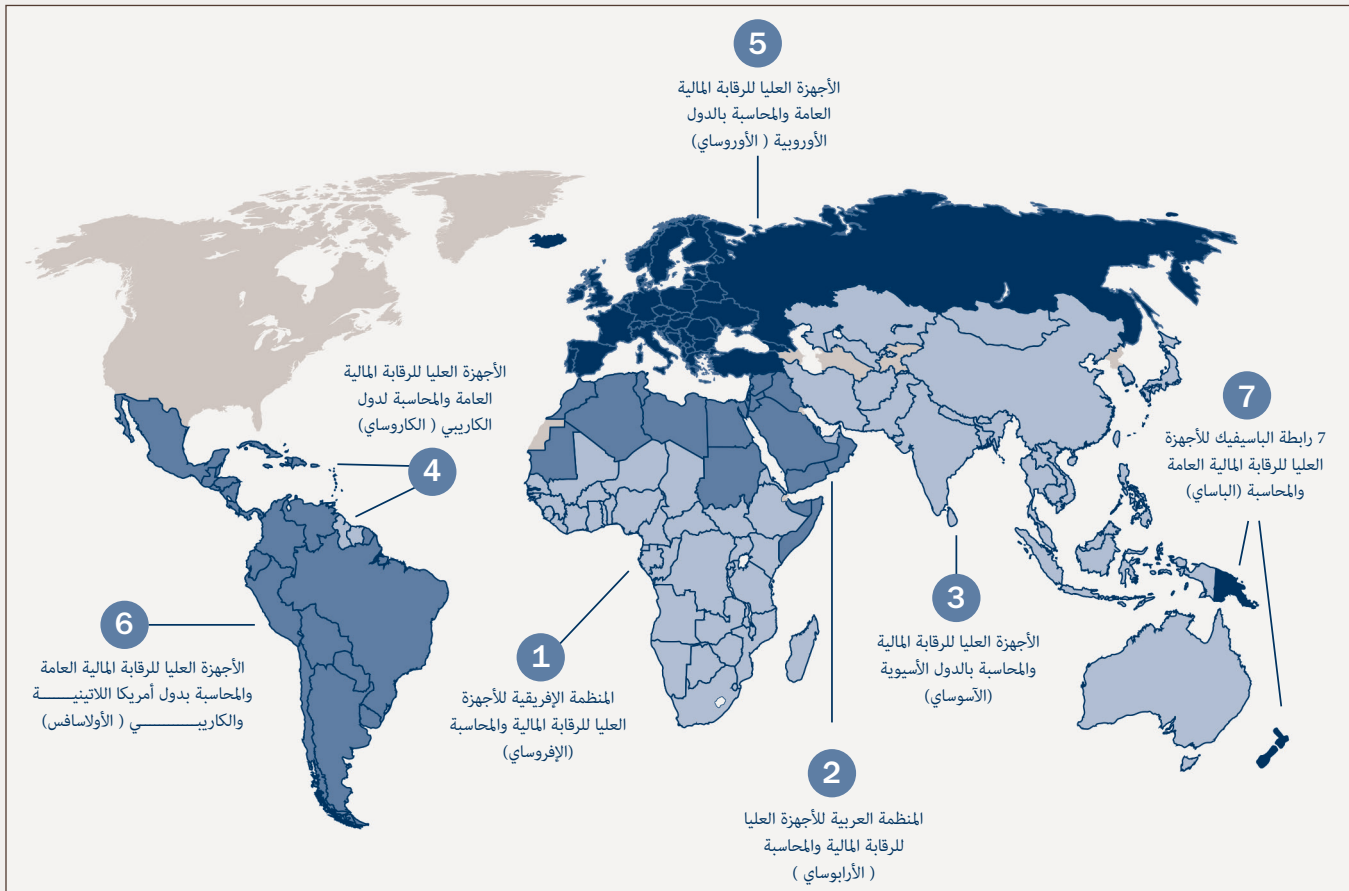 5
الأجهزة العليا للرقابة المالية
العامة والمحاسبة بالدول
الأوروبية ( الأوروساي)
الأجهزة العليا للرقابة المالية
العامة والمحاسبة لدول
الكاريبي ( الكاروساي)
4
7
7 رابطة الباسيفيك للأجهزة
العليا للرقابة المالية العامة
والمحاسبة (الباساي)
6
الأجهزة العليا للرقابة المالية العامة
والمحاسبة بدول أمريكا اللاتينيــــــة
والكاريبـــــــــي ( الأولاسافس)
1
المنظمة الإفريقية للأجهزة
العليا للرقابة المالية والمحاسبة
(الإفروساي)
3
الأجهزة العليا للرقابة المالية
والمحاسبة بالدول الأسيوية
(الآسوساي)
2
المنظمة العربية للأجهزة العليا
للرقابة المالية والمحاسبة
( الأرابوساي )